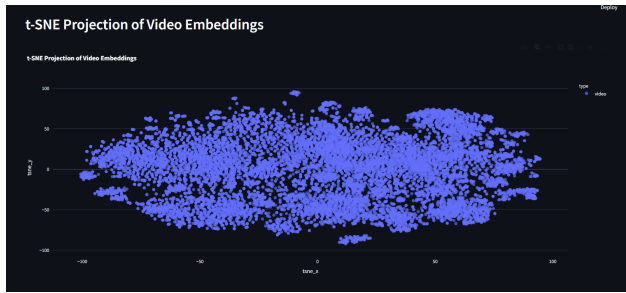 Deploy
t-SNE Projection of Video Embeddings
t-SNE Projection of Video Embeddings
type
video
100
50
0
−50
−100
tsne_y
−100
−50
0
50
100
tsne_x